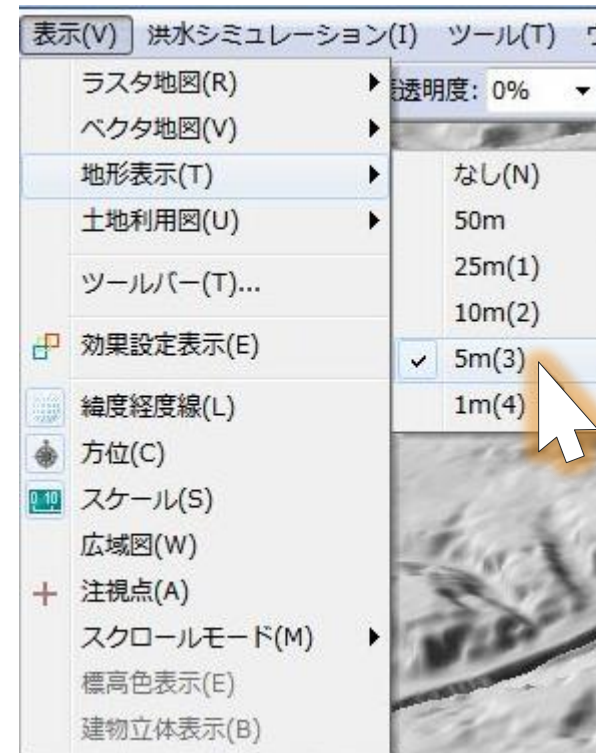 表示(V) 洪水シミュレーション(I) ツール(T)
ラスタ地図(R)
透明度: 0%
ベクタ地図(V)
地形表示(T)
なし(N)
土地利用図(U)
50m
25m(1)
ツールバー(T)...
10m(2)
効果設定表示(E)
5m(3)
緯度経度線(L)
1m(4)
方位(C)
0 10
スケール(S)
広域図(W)
注視点(A)
スクロールモード(M)
標高色表示(E)
建物立体表示(B)